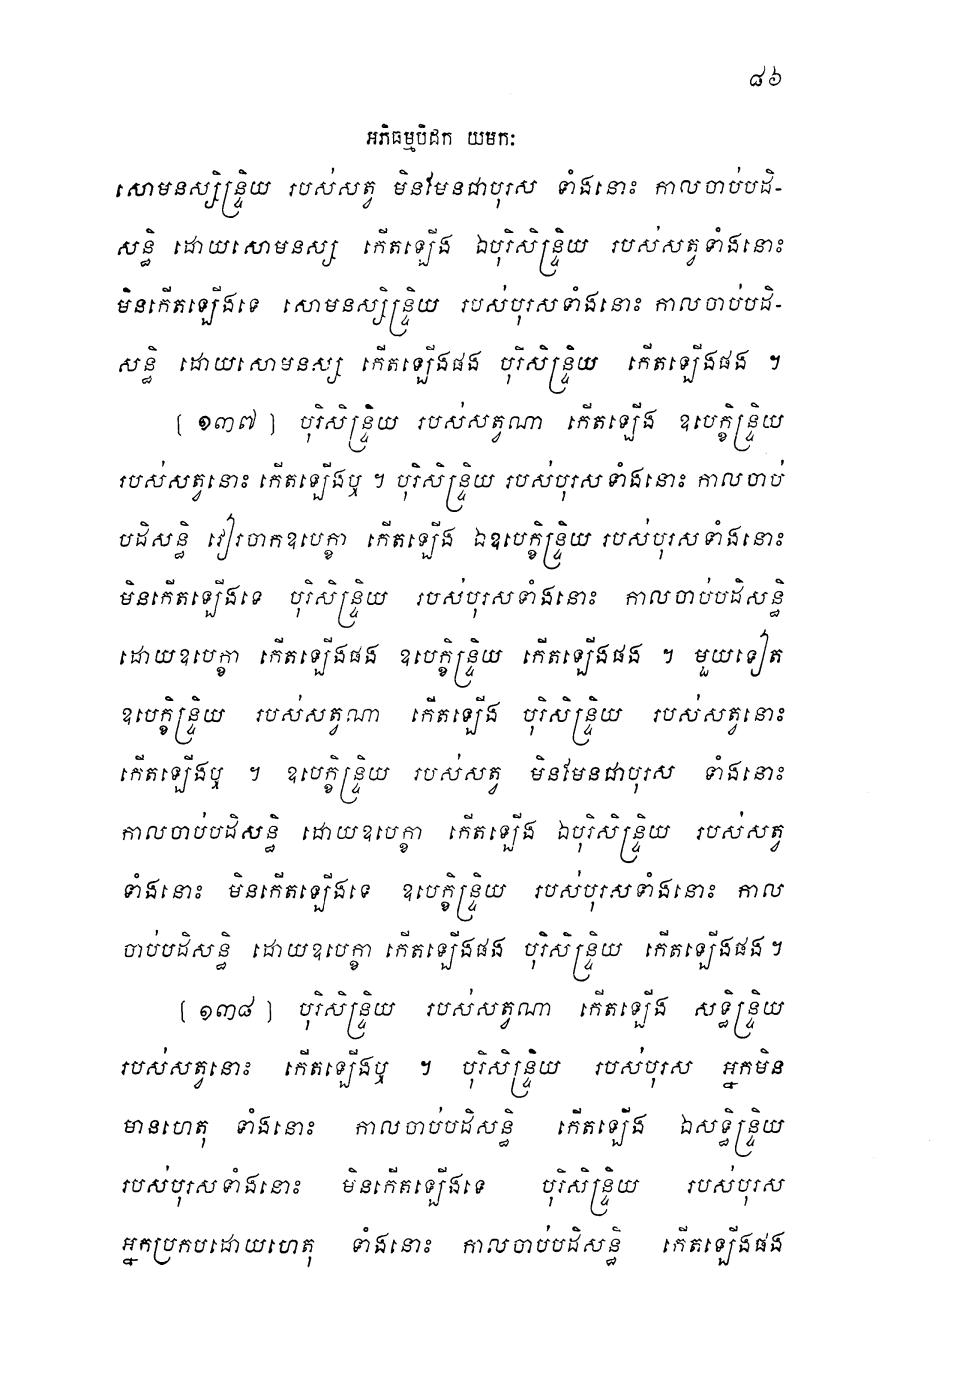 ៨៦
អភិធម្មបិដក យមកៈ
សោមនស្សិន្ទ្រិយ របស់សត្វ មិនមែនជាបុរស ទាំងនោះ កាលចាប់បដិ-
សន្ធិ ដោយសោមនស្ស កើតឡើង ឯបុរិសិន្ទ្រិយ របស់សត្វទាំងនោះ
មិនកើតឡើងទេ សោមនស្សិន្ទ្រិយ របស់បុរសទាំងនោះ កាលចាប់បដិ-
សន្ធិ ដោយសោមនស្ស កើតឡើងផង បុរិសិន្ទ្រិយ កើតឡើងផង ។
[ ១៣៧ ] បុរិសិន្ទ្រិយ របស់សត្វណា កើតឡើង ឧបេក្ខិន្ទ្រិយ
របស់សត្វនោះ កើតឡើងឬ ។ បុរិសិន្ទ្រិយ របស់បុរសទាំងនោះ កាលចាប់
បដិសន្ធិ វៀរចាកឧបេក្ខា កើតឡើង ឯឧបេក្ខិន្ទ្រិយ របស់បុរសទាំងនោះ
មិនកើតឡើងទេ បុរិសិន្ទ្រិយ របស់បុរសទាំងនោះ កាលចាប់បដិសន្ធិ
ដោយឧបេក្ខា កើតឡើងផង ឧបេក្ខិន្ទ្រិយ កើតឡើងផង ។ មួយទៀត
ឧបេក្ខិន្ទ្រិយ របស់សត្វណា កើតឡើង បុរិសិន្ទ្រិយ របស់សត្វនោះ
កើតឡើងឬ ។ ឧបេក្ខិន្ទ្រិយ របស់សត្វ មិនមែនជាបុរស ទាំងនោះ
កាលចាប់បដិសន្ធិ ដោយឧបេក្ខា កើតឡើង ឯបុរិសិន្ទ្រិយ របស់សត្វ
ទាំងនោះ មិនកើតឡើងទេ ឧបេក្ខិន្ទ្រិយ របស់បុរសទាំងនោះ កាល
ចាប់បដិសន្ធិ ដោយឧបេក្ខា កើតឡើងផង បុរិសិន្ទ្រិយ កើតឡើងផង។
[ ១៣៨ ] បុរិសិន្ទ្រិយ របស់សត្វណា កើតឡើង សទ្ធិន្ទ្រិយ
របស់សត្វនោះ កើតឡើងឬ ។ បុរិសិន្ទ្រិយ របស់បុរស អ្នកមិន
មានហេតុ ទាំងនោះ កាលចាប់បដិសន្ធិ កើតឡើង ឯសទ្ធិន្ទ្រិយ
របស់បុរសទាំងនោះ មិនកើតឡើងទេ បុរិសិន្ទ្រិយ របស់បុរស
អ្នកប្រកបដោយហេតុ ទាំងនោះ កាលចាប់បដិសន្ធិ កើតឡើងផង